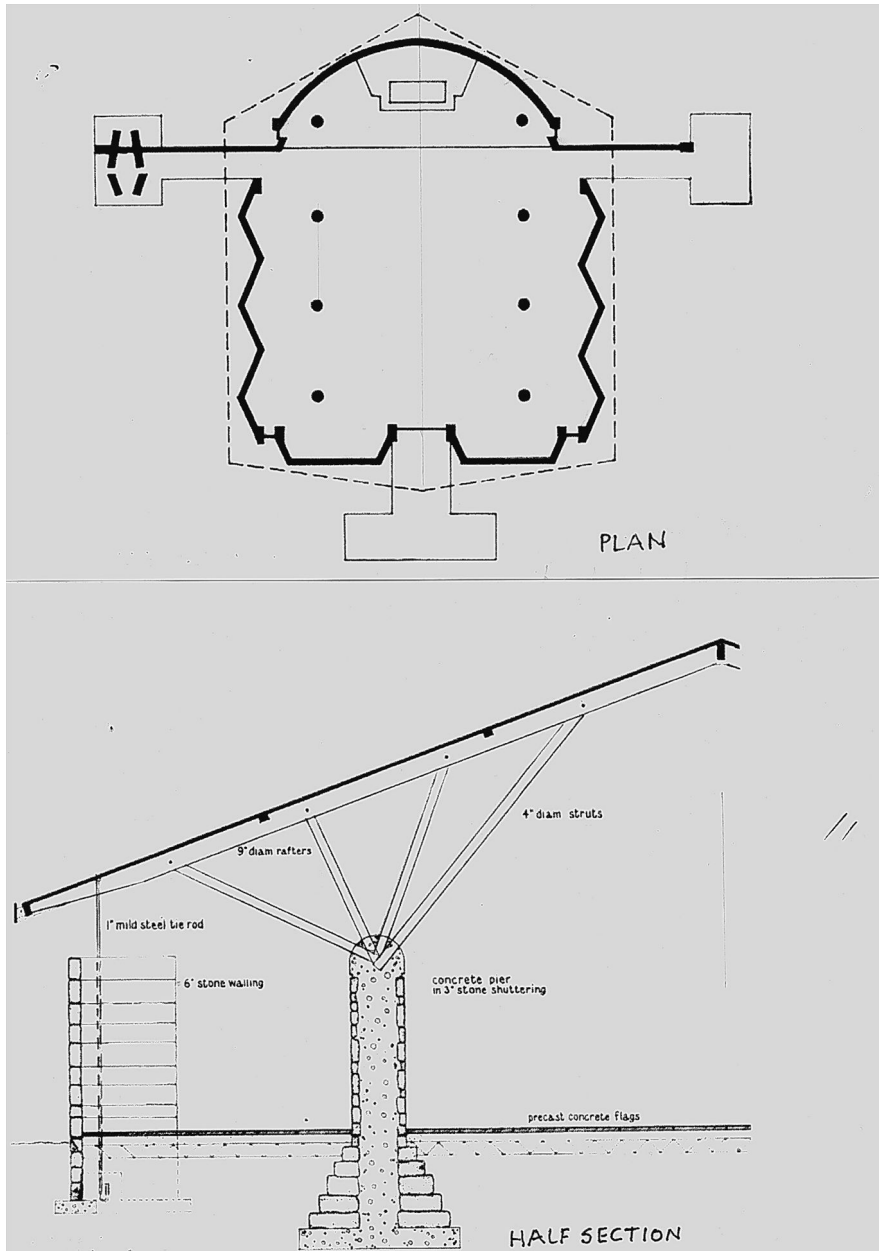 PLAN
4" diam struts
9" diam rafters
1" mild steel tie rod
6" stone walling
concrete pier
in 3" stone shuttering
precast concrete flags
HALF SECTION